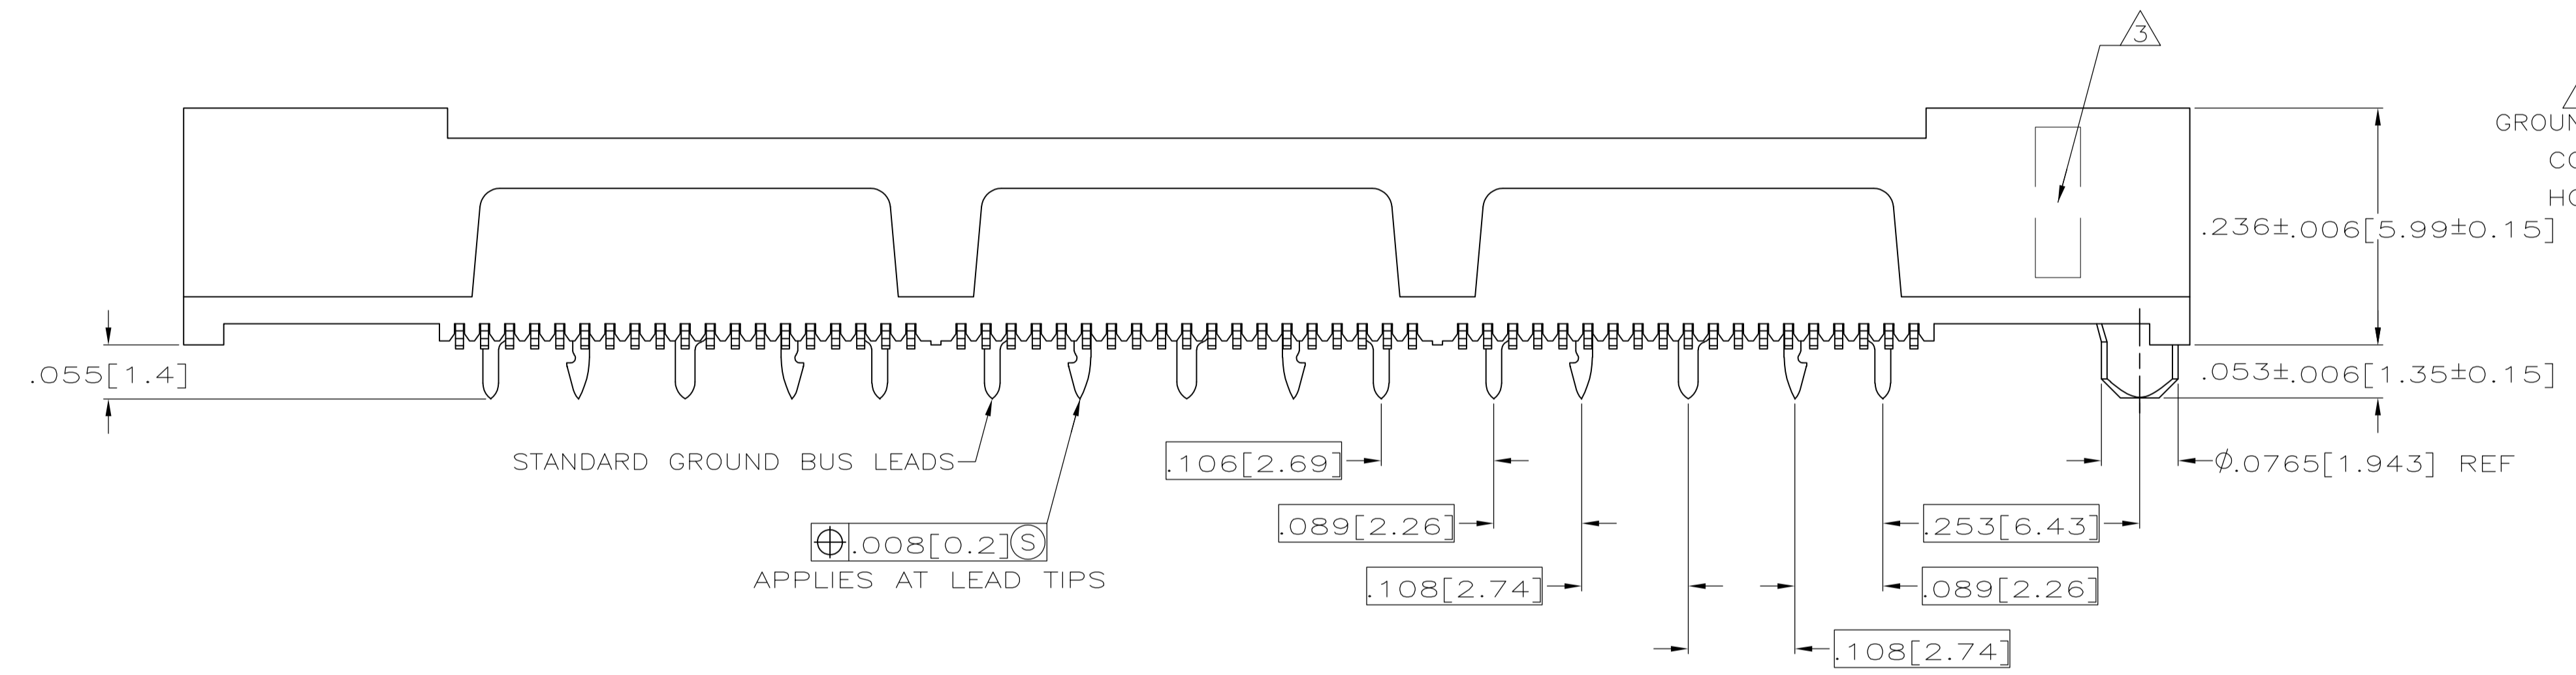 3
GROUN
CO
HO
.236±.006[5.99±0.15]
.055[1.4]
.053±.006[1.35±0.15]
STANDARD GROUND BUS LEADS
.106[2.69]
⌀.0765[1.943] REF
.089[2.26]
.253[6.43]
⌖ .008[0.2]Ⓢ
APPLIES AT LEAD TIPS
.108[2.74]
.089[2.26]
.108[2.74]